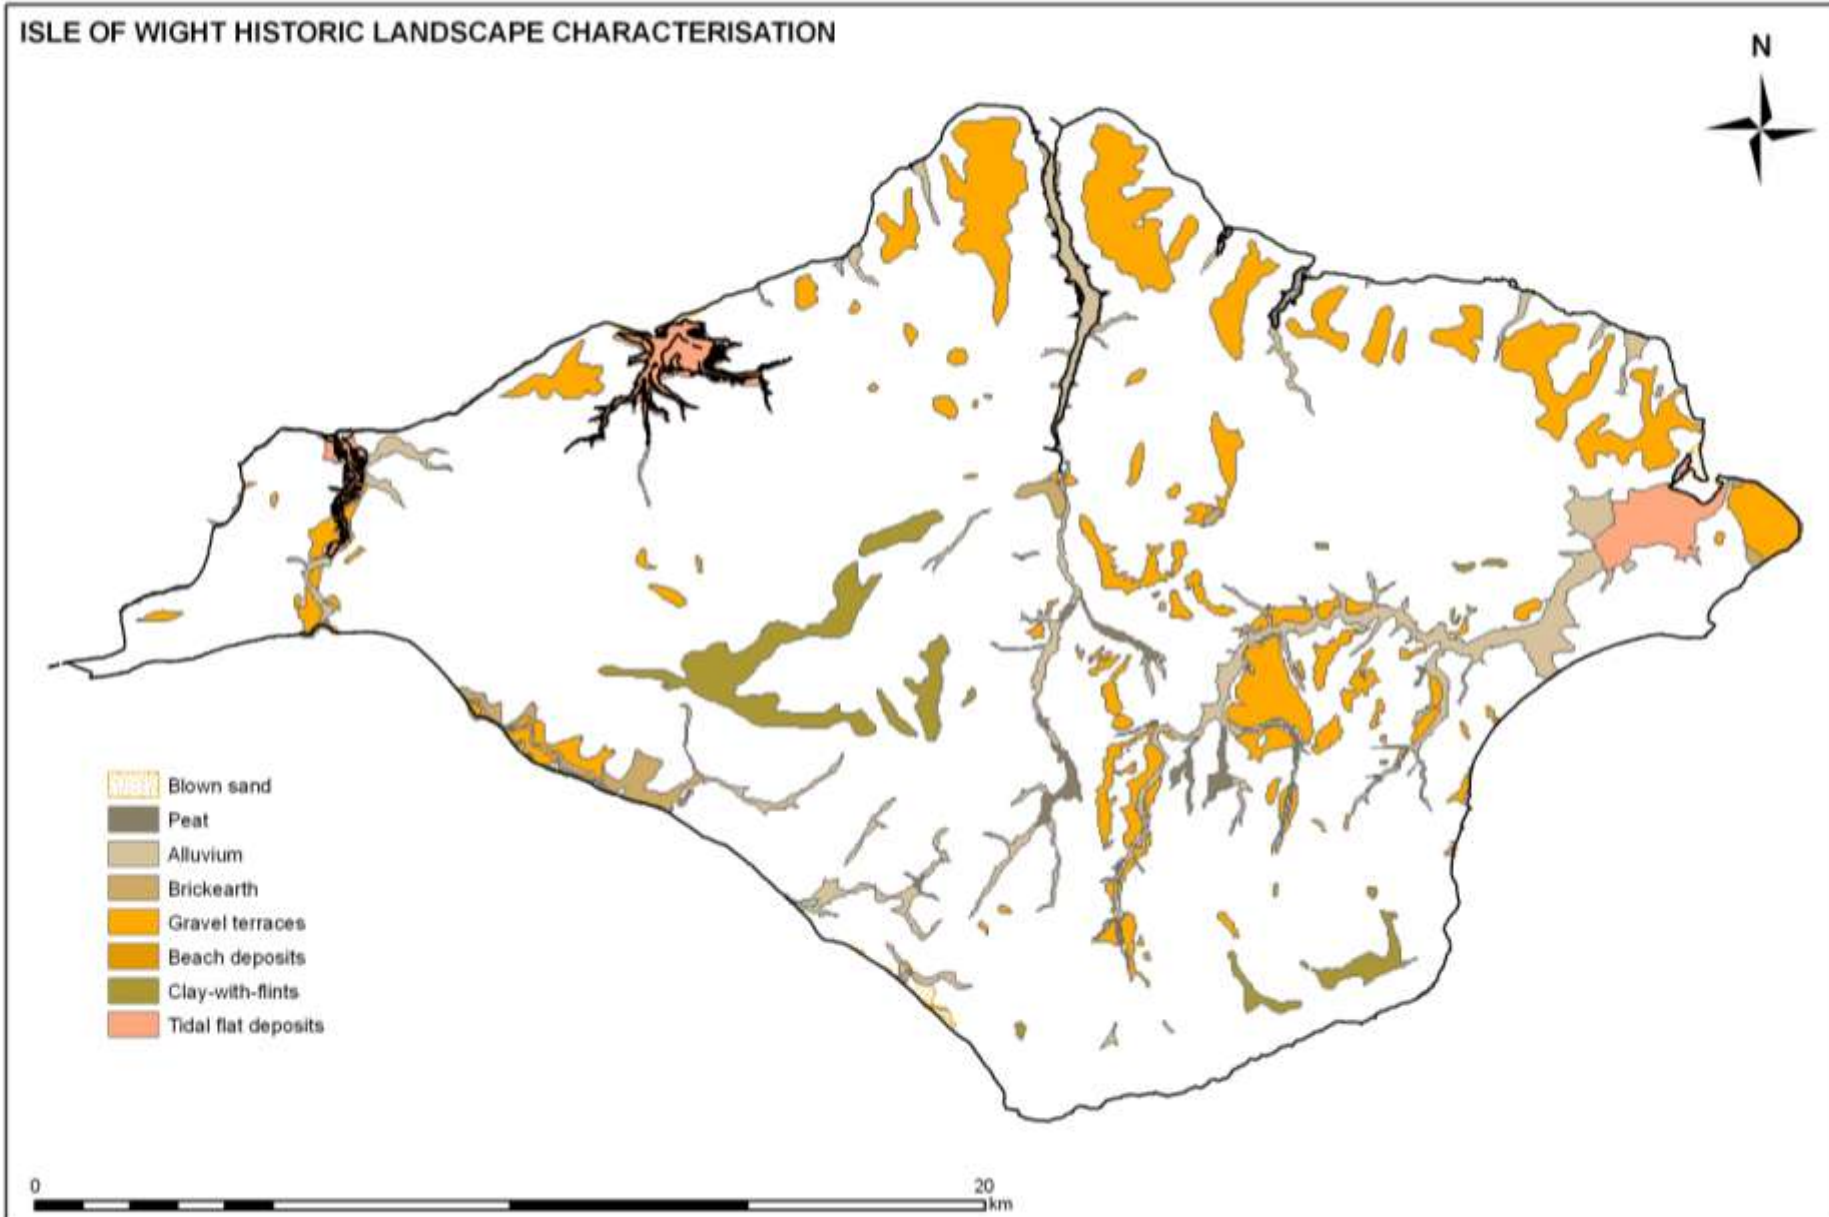 ISLE OF WIGHT HISTORIC LANDSCAPE CHARACTERISATION
N
Blown sand
Peat
Alluvium
Brickearth
Gravel terraces
Beach deposits
Clay-with-flints
Tidal flat deposits
0 20
km